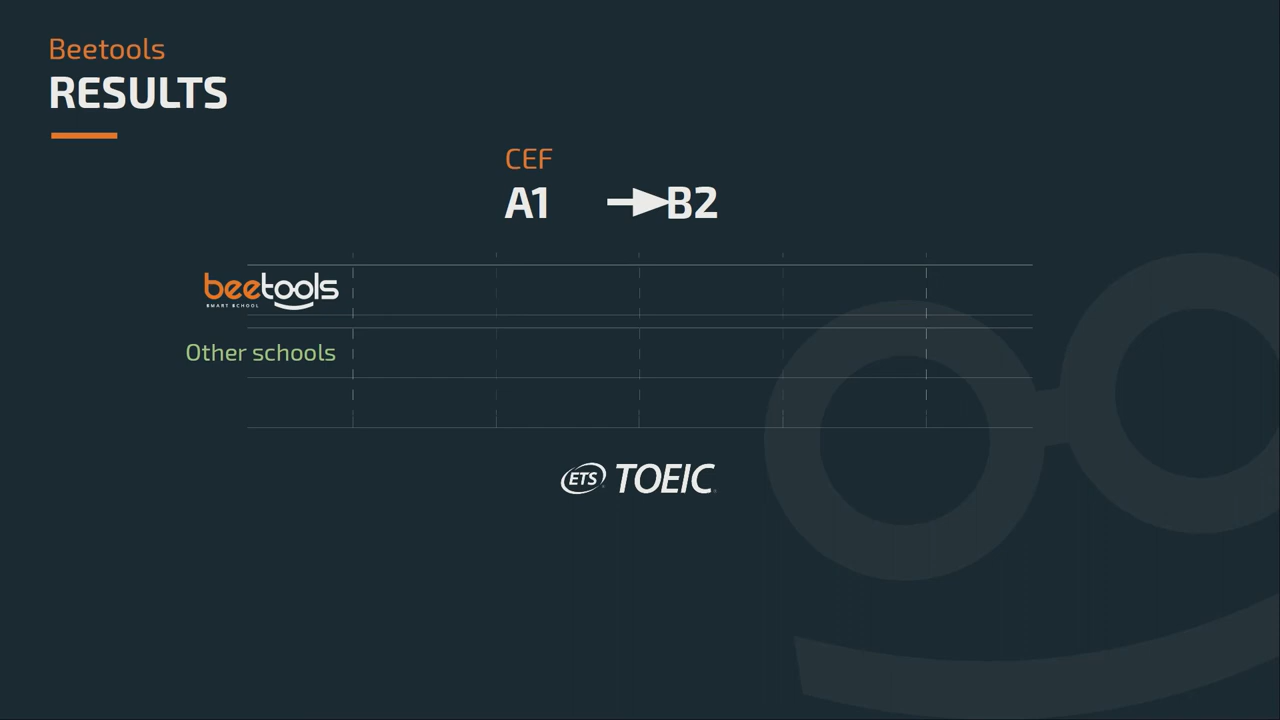 Beetools
RESULTS
CEF
A1 B2
beetools
SMART SCHOOL
Other schools
ETS TOEIC